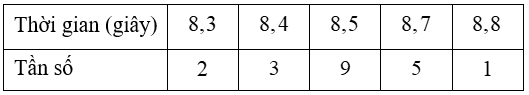 Thời gian (giây) 8,3 8,4 8,5 8,7 8,8
Tần số 2 3 9 5 1